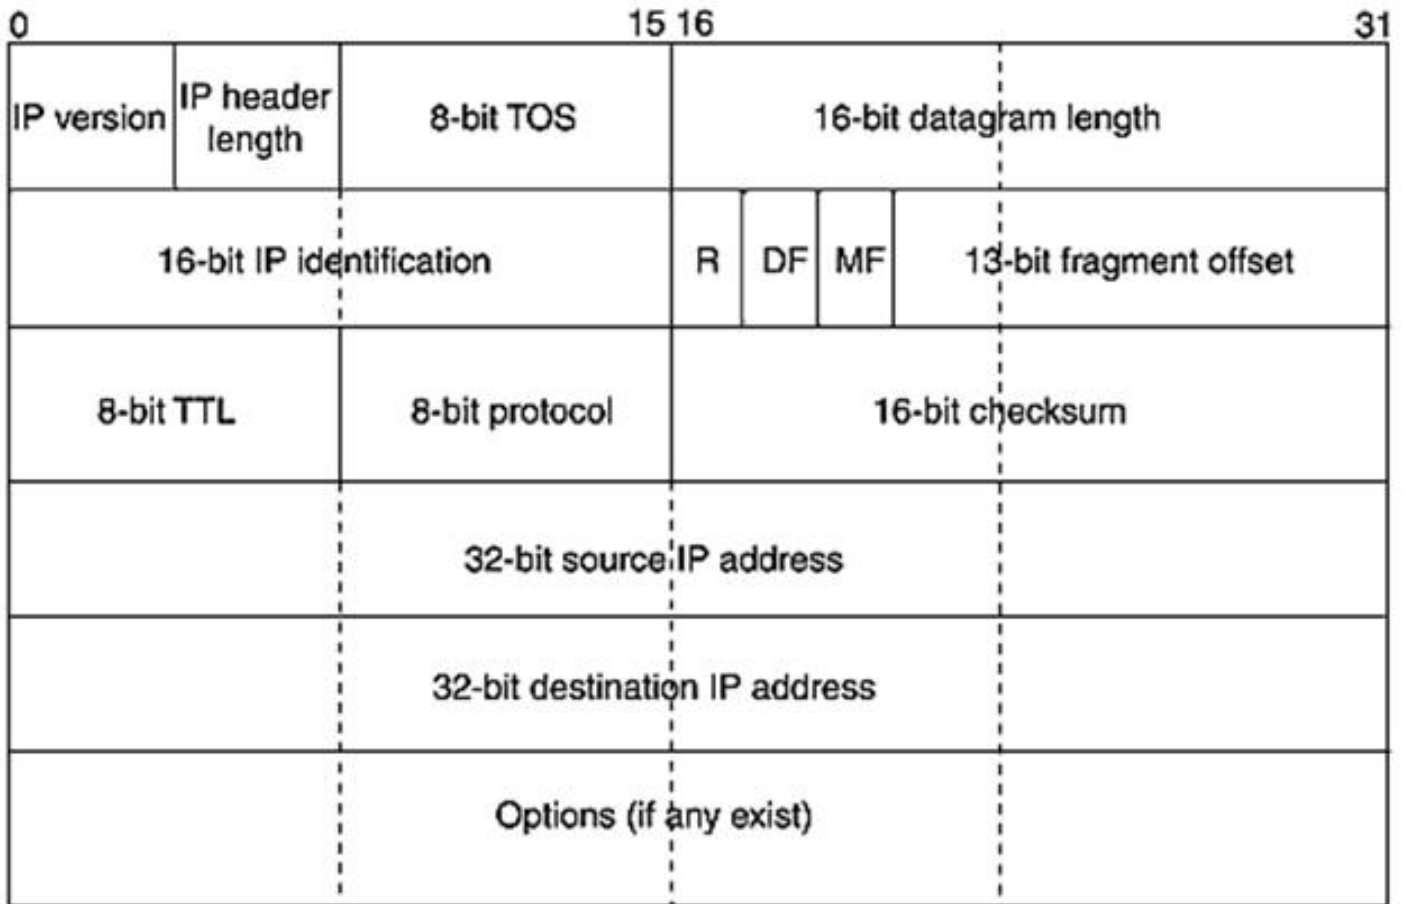 0 15 16 31
IP version IP header length 8-bit TOS 16-bit datagram length
16-bit IP identification R DF MF 13-bit fragment offset
8-bit TTL 8-bit protocol 16-bit checksum
32-bit source IP address
32-bit destination IP address
Options (if any exist)